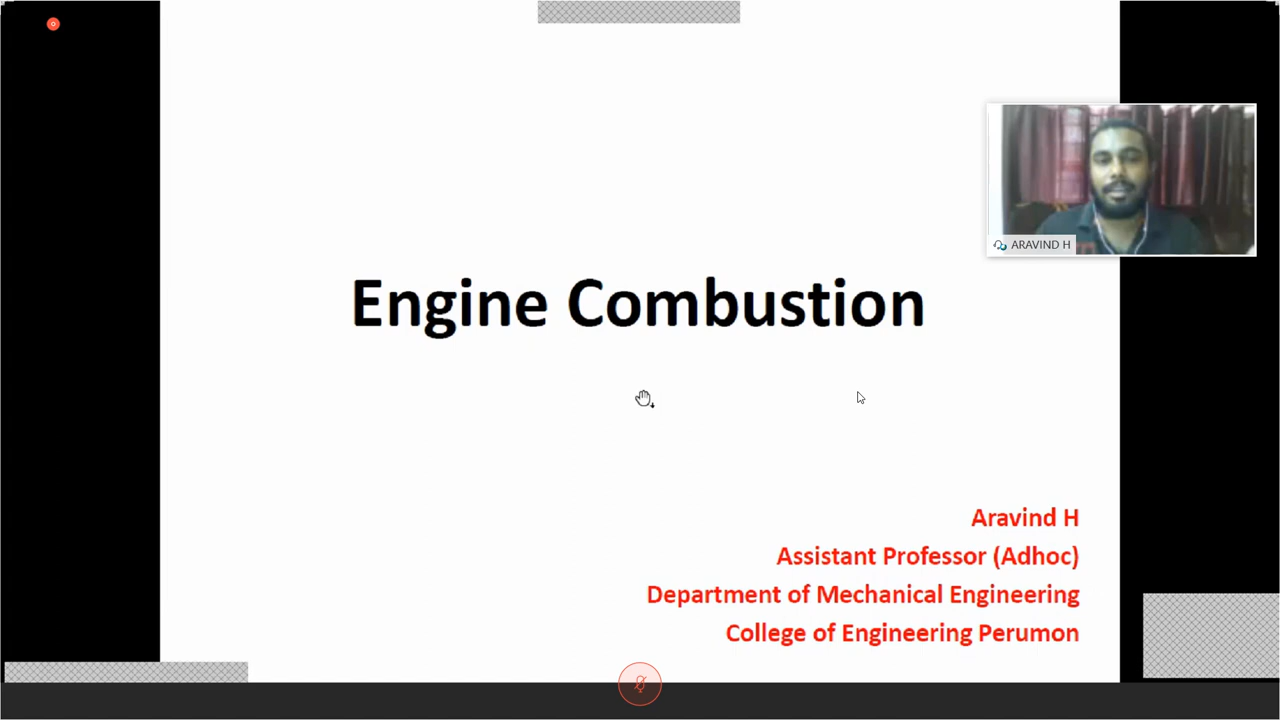 ARAVIND H
Engine Combustion
Aravind H
Assistant Professor (Adhoc)
Department of Mechanical Engineering
College of Engineering Perumon